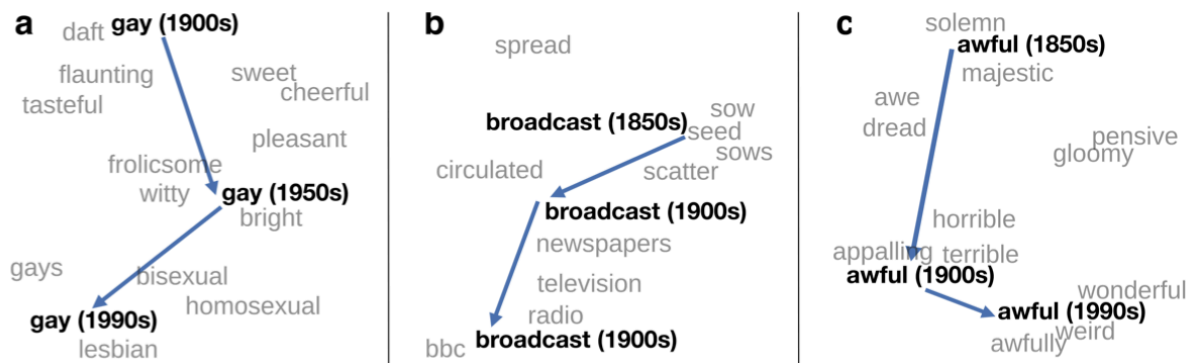 a
daft
gay (1900s)
flaunting
sweet
tasteful
cheerful
pleasant
frolicsome
witty
gay (1950s)
bright
gays
bisexual
homosexual
gay (1990s)
lesbian
b
spread
broadcast (1850s)
sow
seed
sows
circulated
scatter
broadcast (1900s)
newspapers
television
radio
bbc
broadcast (1900s)
c
solemn
awful (1850s)
majestic
awe
dread
pensive
gloomy
horrible
appalling
terrible
awful (1900s)
wonderful
awful (1990s)
weird
awfully